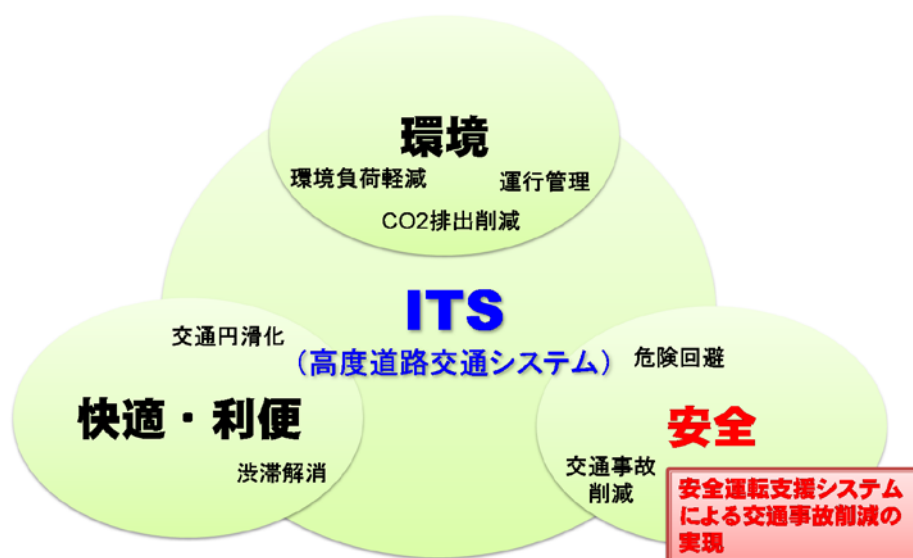 環境
環境負荷軽減
運行管理
CO2排出削減
ITS
（高度道路交通システム）
交通円滑化
快適・利便
渋滞解消
危険回避
安全
交通事故
削減
安全運転支援システム
による交通事故削減の
実現